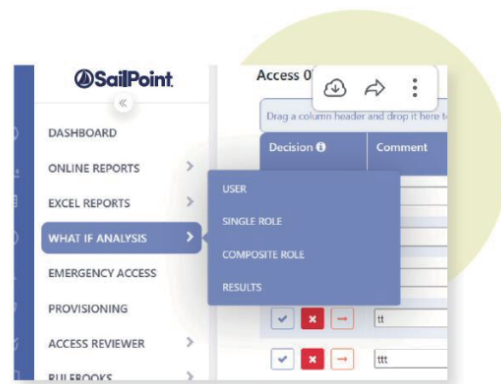 SailPoint
Access 0
Drag a column header and drop it here t
Decision
Comment
DASHBOARD
ONLINE REPORTS
EXCEL REPORTS
WHAT IF ANALYSIS
EMERGENCY ACCESS
PROVISIONING
ACCESS REVIEWER
RULEBOOKS
USER
SINGLE ROLE
COMPOSITE ROLE
RESULTS
tt
ttt